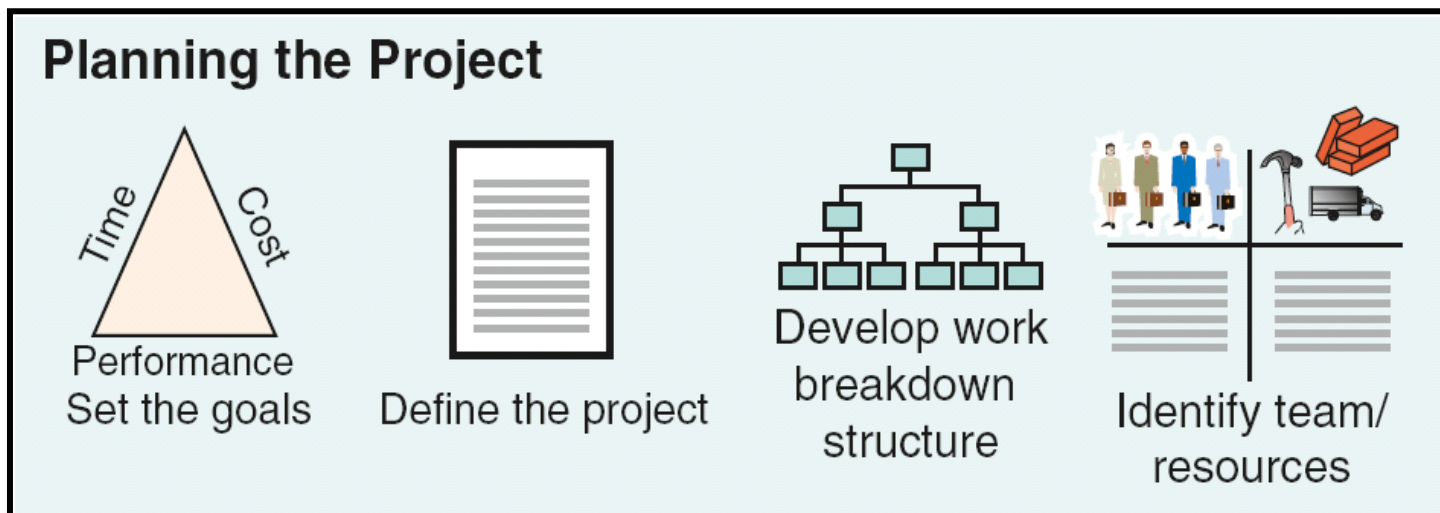 Planning the Project
Time
Cost
Performance
Set the goals
Define the project
Develop work
breakdown
structure
Identify team/
resources